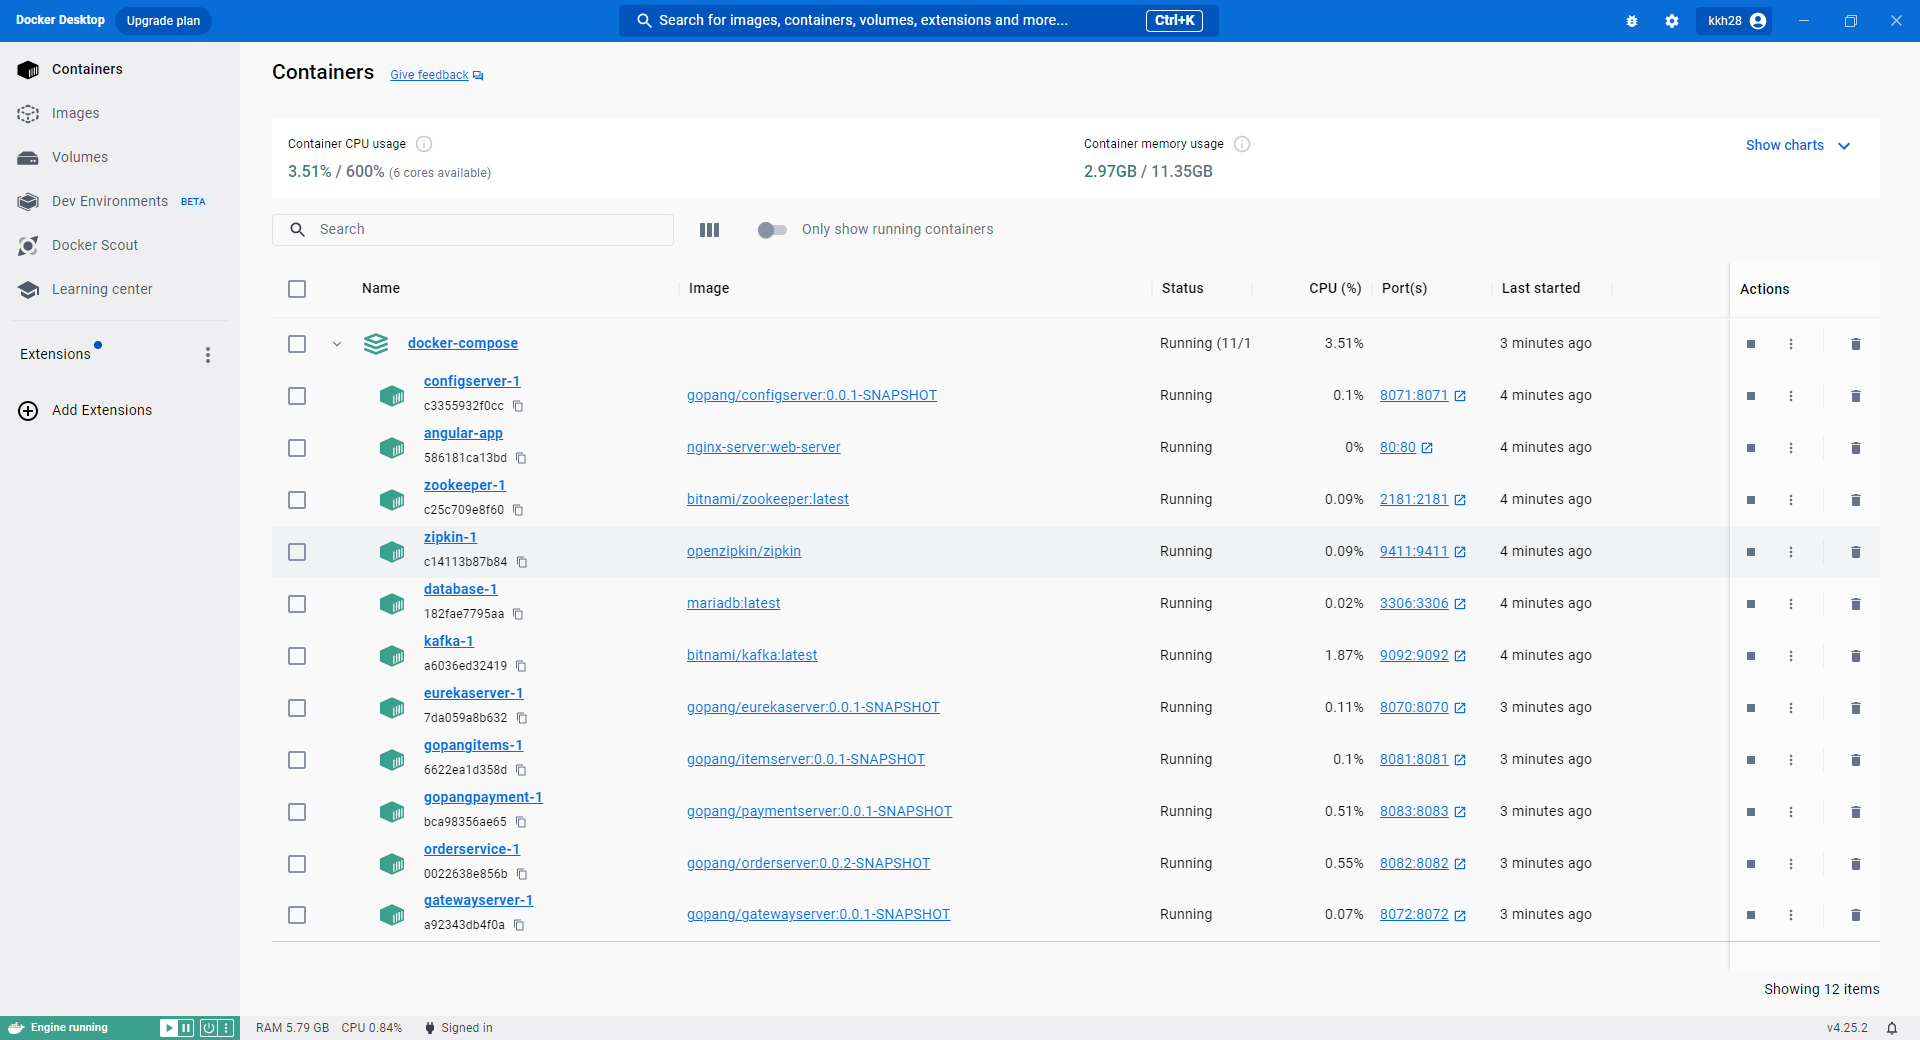 Docker Desktop Upgrade plan Search for images, containers, volumes, extensions and more... Ctrl+K kkh28
Containers
Images
Volumes
Dev Environments BETA
Docker Scout
Learning center
Extensions
Add Extensions
Containers Give feedback
Container CPU usage
3.51% / 600% (6 cores available)
Container memory usage
2.97GB / 11.35GB
Show charts
Search
Only show running containers
Name Image Status CPU (%) Port(s) Last started Actions
docker-compose Running (11/1 3.51% 3 minutes ago
configserver-1
c3355932f0cc
gopang/configserver:0.0.1-SNAPSHOT Running 0.1% 8071:8071 4 minutes ago
angular-app
586181ca13bd
nginx-server:web-server Running 0% 80:80 4 minutes ago
zookeeper-1
c25c709e8f60
bitnami/zookeeper:latest Running 0.09% 2181:2181 4 minutes ago
zipkin-1
c14113b87b84
openzipkin/zipkin Running 0.09% 9411:9411 4 minutes ago
database-1
182fae7795aa
mariadb:latest Running 0.02% 3306:3306 4 minutes ago
kafka-1
a6036ed32419
bitnami/kafka:latest Running 1.87% 9092:9092 4 minutes ago
eurekaserver-1
7da059a8b632
gopang/eurekaserver:0.0.1-SNAPSHOT Running 0.11% 8070:8070 3 minutes ago
gopangitems-1
6622ea1d358d
gopang/itemserver:0.0.1-SNAPSHOT Running 0.1% 8081:8081 3 minutes ago
gopangpayment-1
bca98356ae65
gopang/paymentserver:0.0.1-SNAPSHOT Running 0.51% 8083:8083 3 minutes ago
orderservice-1
0022638e856b
gopang/orderserver:0.0.2-SNAPSHOT Running 0.55% 8082:8082 3 minutes ago
gatewayserver-1
a92343db4f0a
gopang/gatewayserver:0.0.1-SNAPSHOT Running 0.07% 8072:8072 3 minutes ago
Showing 12 items
Engine running RAM 5.79 GB CPU 0.84% Signed in v4.25.2